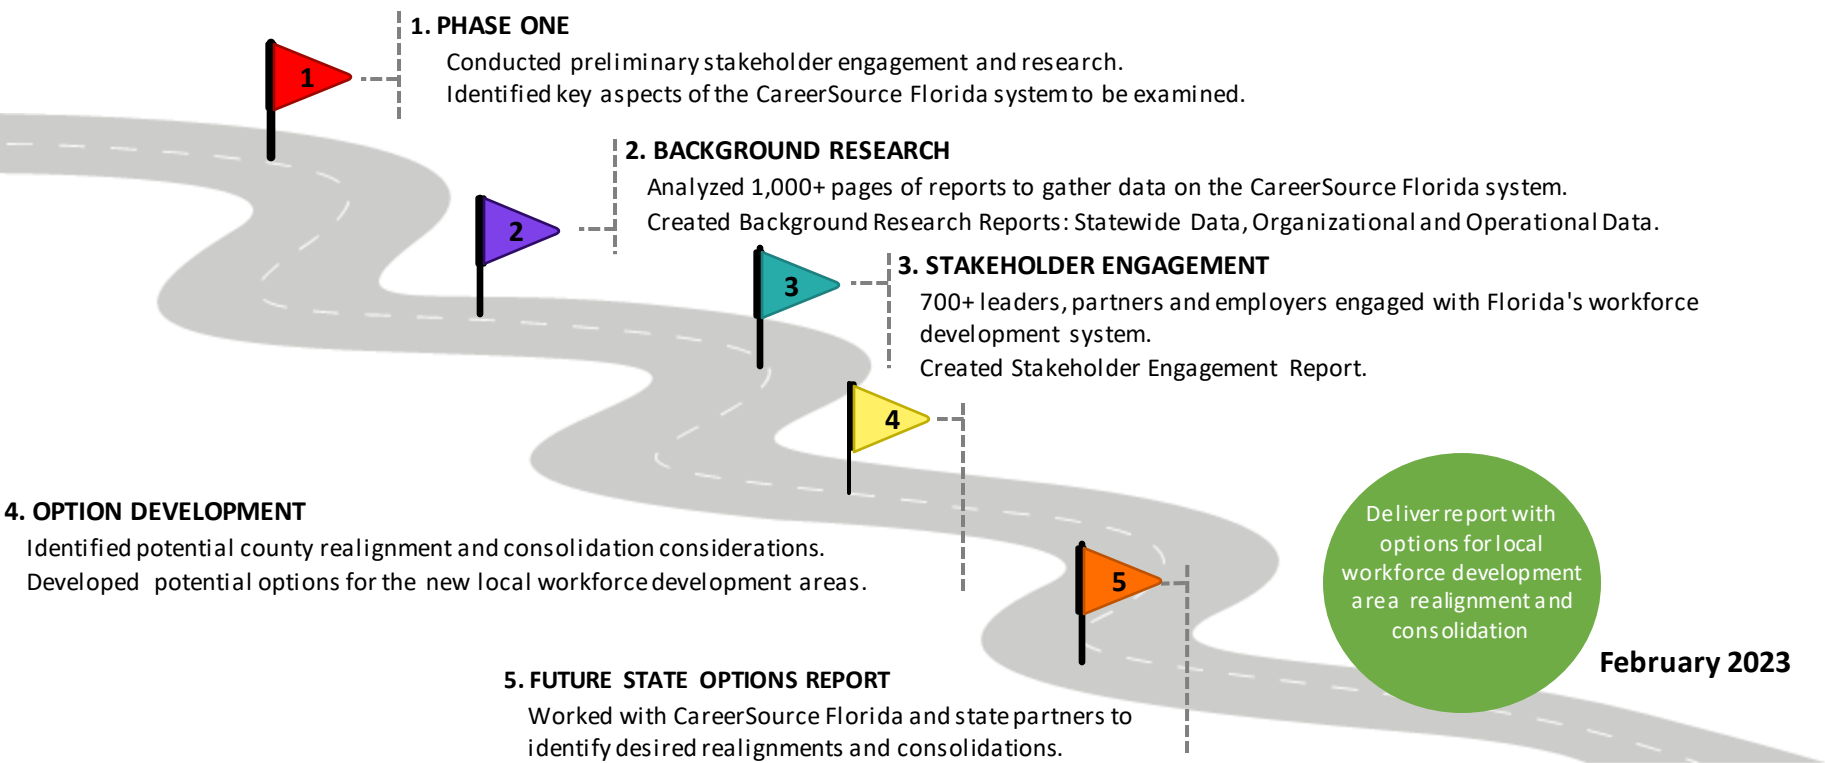 1
1. PHASE ONE
Conducted preliminary stakeholder engagement and research.
Identified key aspects of the CareerSource Florida system to be examined.
2
2. BACKGROUND RESEARCH
Analyzed 1,000+ pages of reports to gather data on the CareerSource Florida system.
Created Background Research Reports: Statewide Data, Organizational and Operational Data.
3
3. STAKEHOLDER ENGAGEMENT
700+ leaders, partners and employers engaged with Florida's workforce
development system.
Created Stakeholder Engagement Report.
4
4. OPTION DEVELOPMENT
Identified potential county realignment and consolidation considerations.
Developed potential options for the new local workforce development areas.
5
5. FUTURE STATE OPTIONS REPORT
Worked with CareerSource Florida and state partners to
identify desired realignments and consolidations.
Deliver report with
options for local
workforce development
area realignment and
consolidation
February 2023